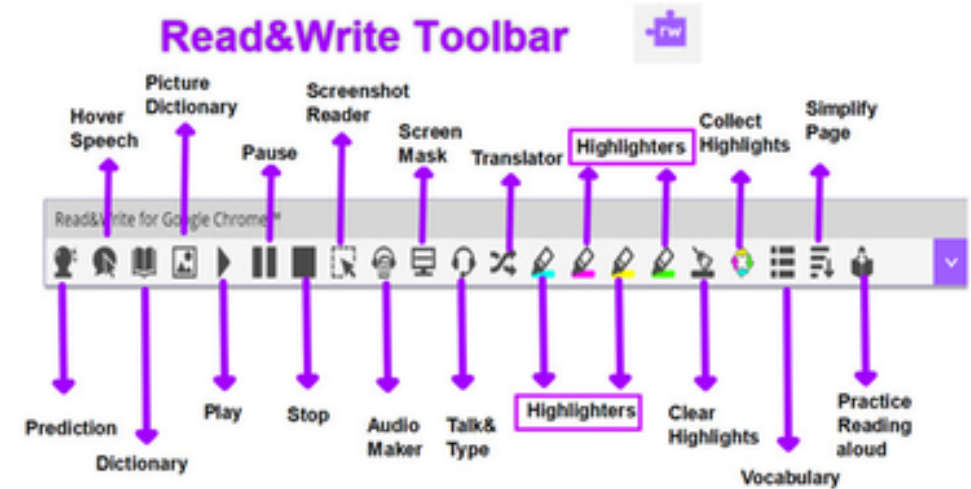 Read&Write Toolbar
rw
Picture
Dictionary
Hover
Speech
Pause
Screenshot
Reader
Screen
Mask
Translator
Highlighters
Collect
Highlights
Simplify
Page
Read&Write for Google Chrome™
Prediction
Dictionary
Play
Stop
Audio
Maker
Talk&
Type
Highlighters
Clear
Highlights
Vocabulary
Practice
Reading
aloud